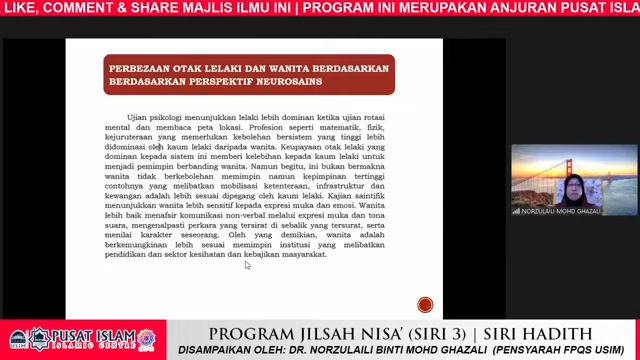 LIKE, COMMENT & SHARE MAJLIS ILMU INI | PROGRAM INI MERUPAKAN ANJURAN PUSAT ISLA
PERBEZAAN OTAK LELAKI DAN WANITA BERDASARKAN
BERDASARKAN PERSPEKTIF NEUROSAINS
Ujian psikologi menunjukkan lelaki lebih dominan ketika ujian rotasi
mental dan membaca peta lokasi. Profesion seperti matematik, fizik,
kejuruteraan yang memerlukan kebolehan bersistem yang tinggi lebih
didominasi oleh kaum lelaki daripada wanita. Keupayaan otak lelaki yang
dominan kepada sistem ini memberi kelebihan kepada kaum lelaki untuk
menjadi pemimpin berbanding wanita. Namun begitu, ini bukan bermakna
wanita tidak berkebolehan memimpin namun kepimpinan tertinggi
contohnya yang melibatkan mobilisasi ketenteraan, infrastruktur dan
kewangan adalah lebih sesuai dipegang oleh kaum lelaki. Kajian saintifik
menunjukkan wanita lebih sensitif kepada expresi muka dan emosi. Wanita
lebih baik menafsir komunikasi non-verbal melalui expresi muka dan tona
suara, mengenalpasti perkara yang tersirat di sebalik yang tersurat, serta
menilai karakter seseorang. Oleh yang demikian, wanita adalah
berkemungkinan lebih sesuai memimpin institusi yang melibatkan
pendidikan dan sektor kesihatan dan kebajikan masyarakat.
NORZULAILI MOHD GHAZALI
USIM
PUSAT ISLAM
ISLAMIC CENTRE
PROGRAM JILSAH NISA' (SIRI 3) | SIRI HADITH
DISAMPAIKAN OLEH: DR. NORZULAILI BINTI MOHD GHAZALI (PENSYARAH FPQS USIM)